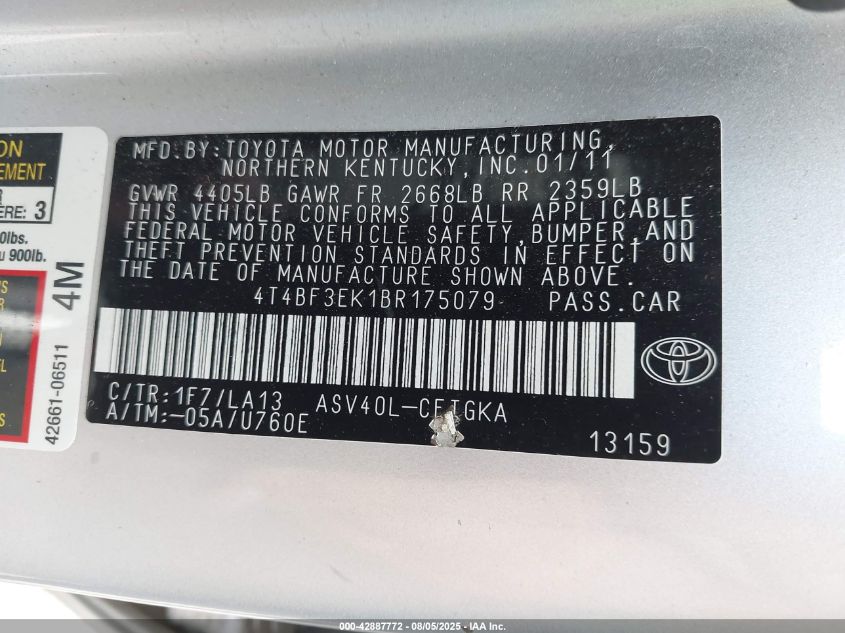 ON
EMENT
R
ERE: 3
0lbs.
u 900lb.
4M
42661-06511
MFD.BY:TOYOTA MOTOR MANUFACTURING,
NORTHERN KENTUCKY,INC.01/11
GVWR 4405LB GAWR FR 2668LB RR 2359LB
THIS VEHICLE CONFORMS TO ALL APPLICABLE
FEDERAL MOTOR VEHICLE SAFETY,BUMPER,AND
THEFT PREVENTION STANDARDS IN EFFECT ON
THE DATE OF MANUFACTURE SHOWN ABOVE.
4T4BF3EK1BR175079 PASS.CAR
C/TR:1F7/LA13 ASV40L-CETGKA
A/TM:-05A/U760E
13159
000-42887772 - 08/05/2025 - IAA Inc.